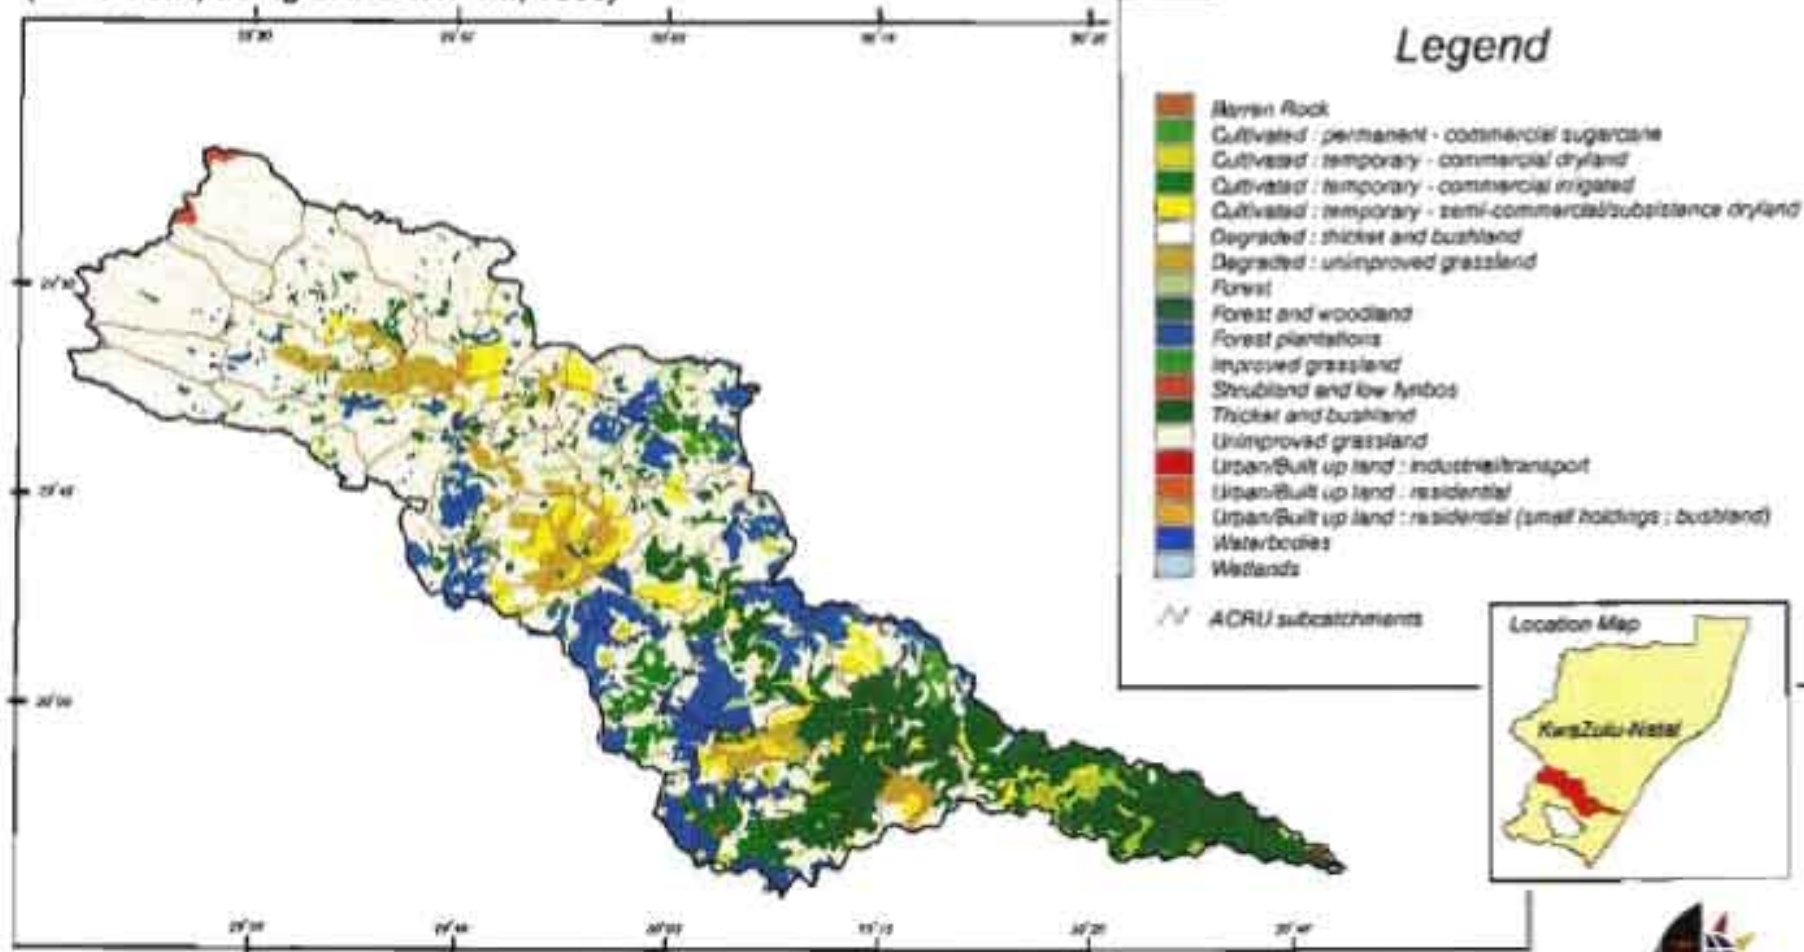 Legend
Barren Rock
Cultivated : permanent - commercial sugarcane
Cultivated : temporary - commercial dryland
Cultivated : temporary - commercial irrigated
Cultivated : temporary - semi-commercial/subsistence dryland
Degraded : thicket and bushland
Degraded : unimproved grassland
Forest
Forest and woodland
Forest plantations
Improved grassland
Shrubland and low fynbos
Thicket and bushland
Unimproved grassland
Urban/Built up land : industrial/transport
Urban/Built up land : residential
Urban/Built up land : residential (small holdings ; bushland)
Waterbodies
Wetlands
ACRU subcatchments
Location Map
KwaZulu-Natal